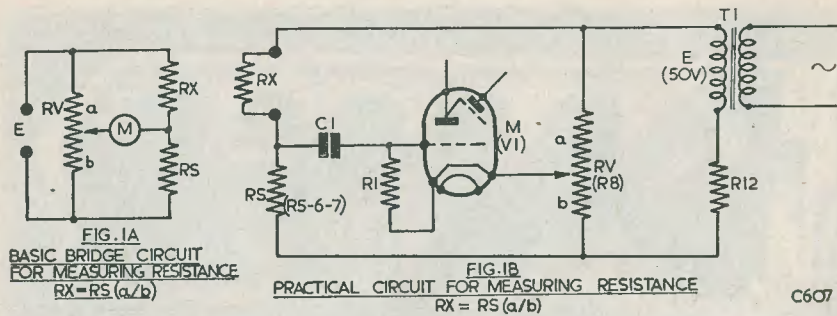 E
RV
a
b
M
RX
RS
FIG.1A
BASIC BRIDGE CIRCUIT
FOR MEASURING RESISTANCE
RX=RS(a/b)
RX
C1
R1
RS
(R5-6-7)
M
(V1)
a
RV
(R8)
b
T1
E
(50V)
R12
~
FIG.1B
PRACTICAL CIRCUIT FOR MEASURING RESISTANCE
RX = RS(a/b)
C607